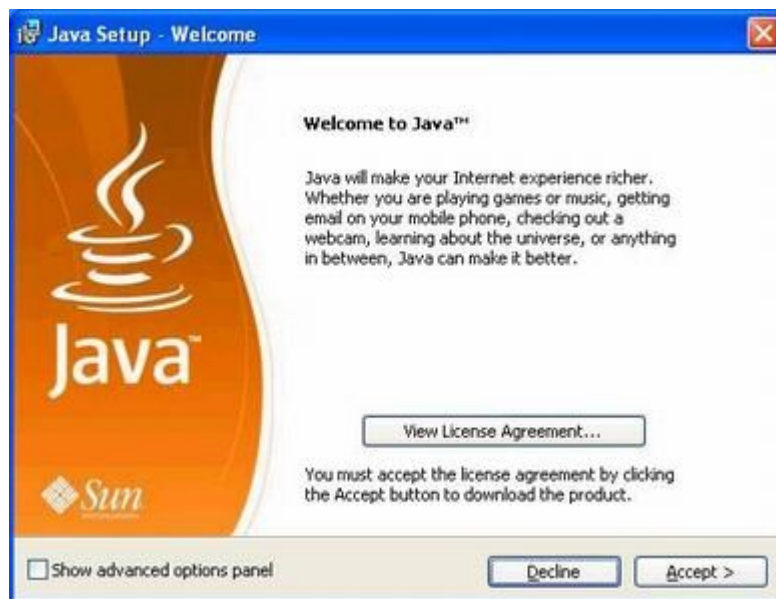 Java Setup - Welcome
Welcome to Java™
Java will make your Internet experience richer.
Whether you are playing games or music, getting
email on your mobile phone, checking out a
webcam, learning about the universe, or anything
in between, Java can make it better.
Java™
View License Agreement...
You must accept the license agreement by clicking
the Accept button to download the product.
Sun
Show advanced options panel
Decline
Accept >